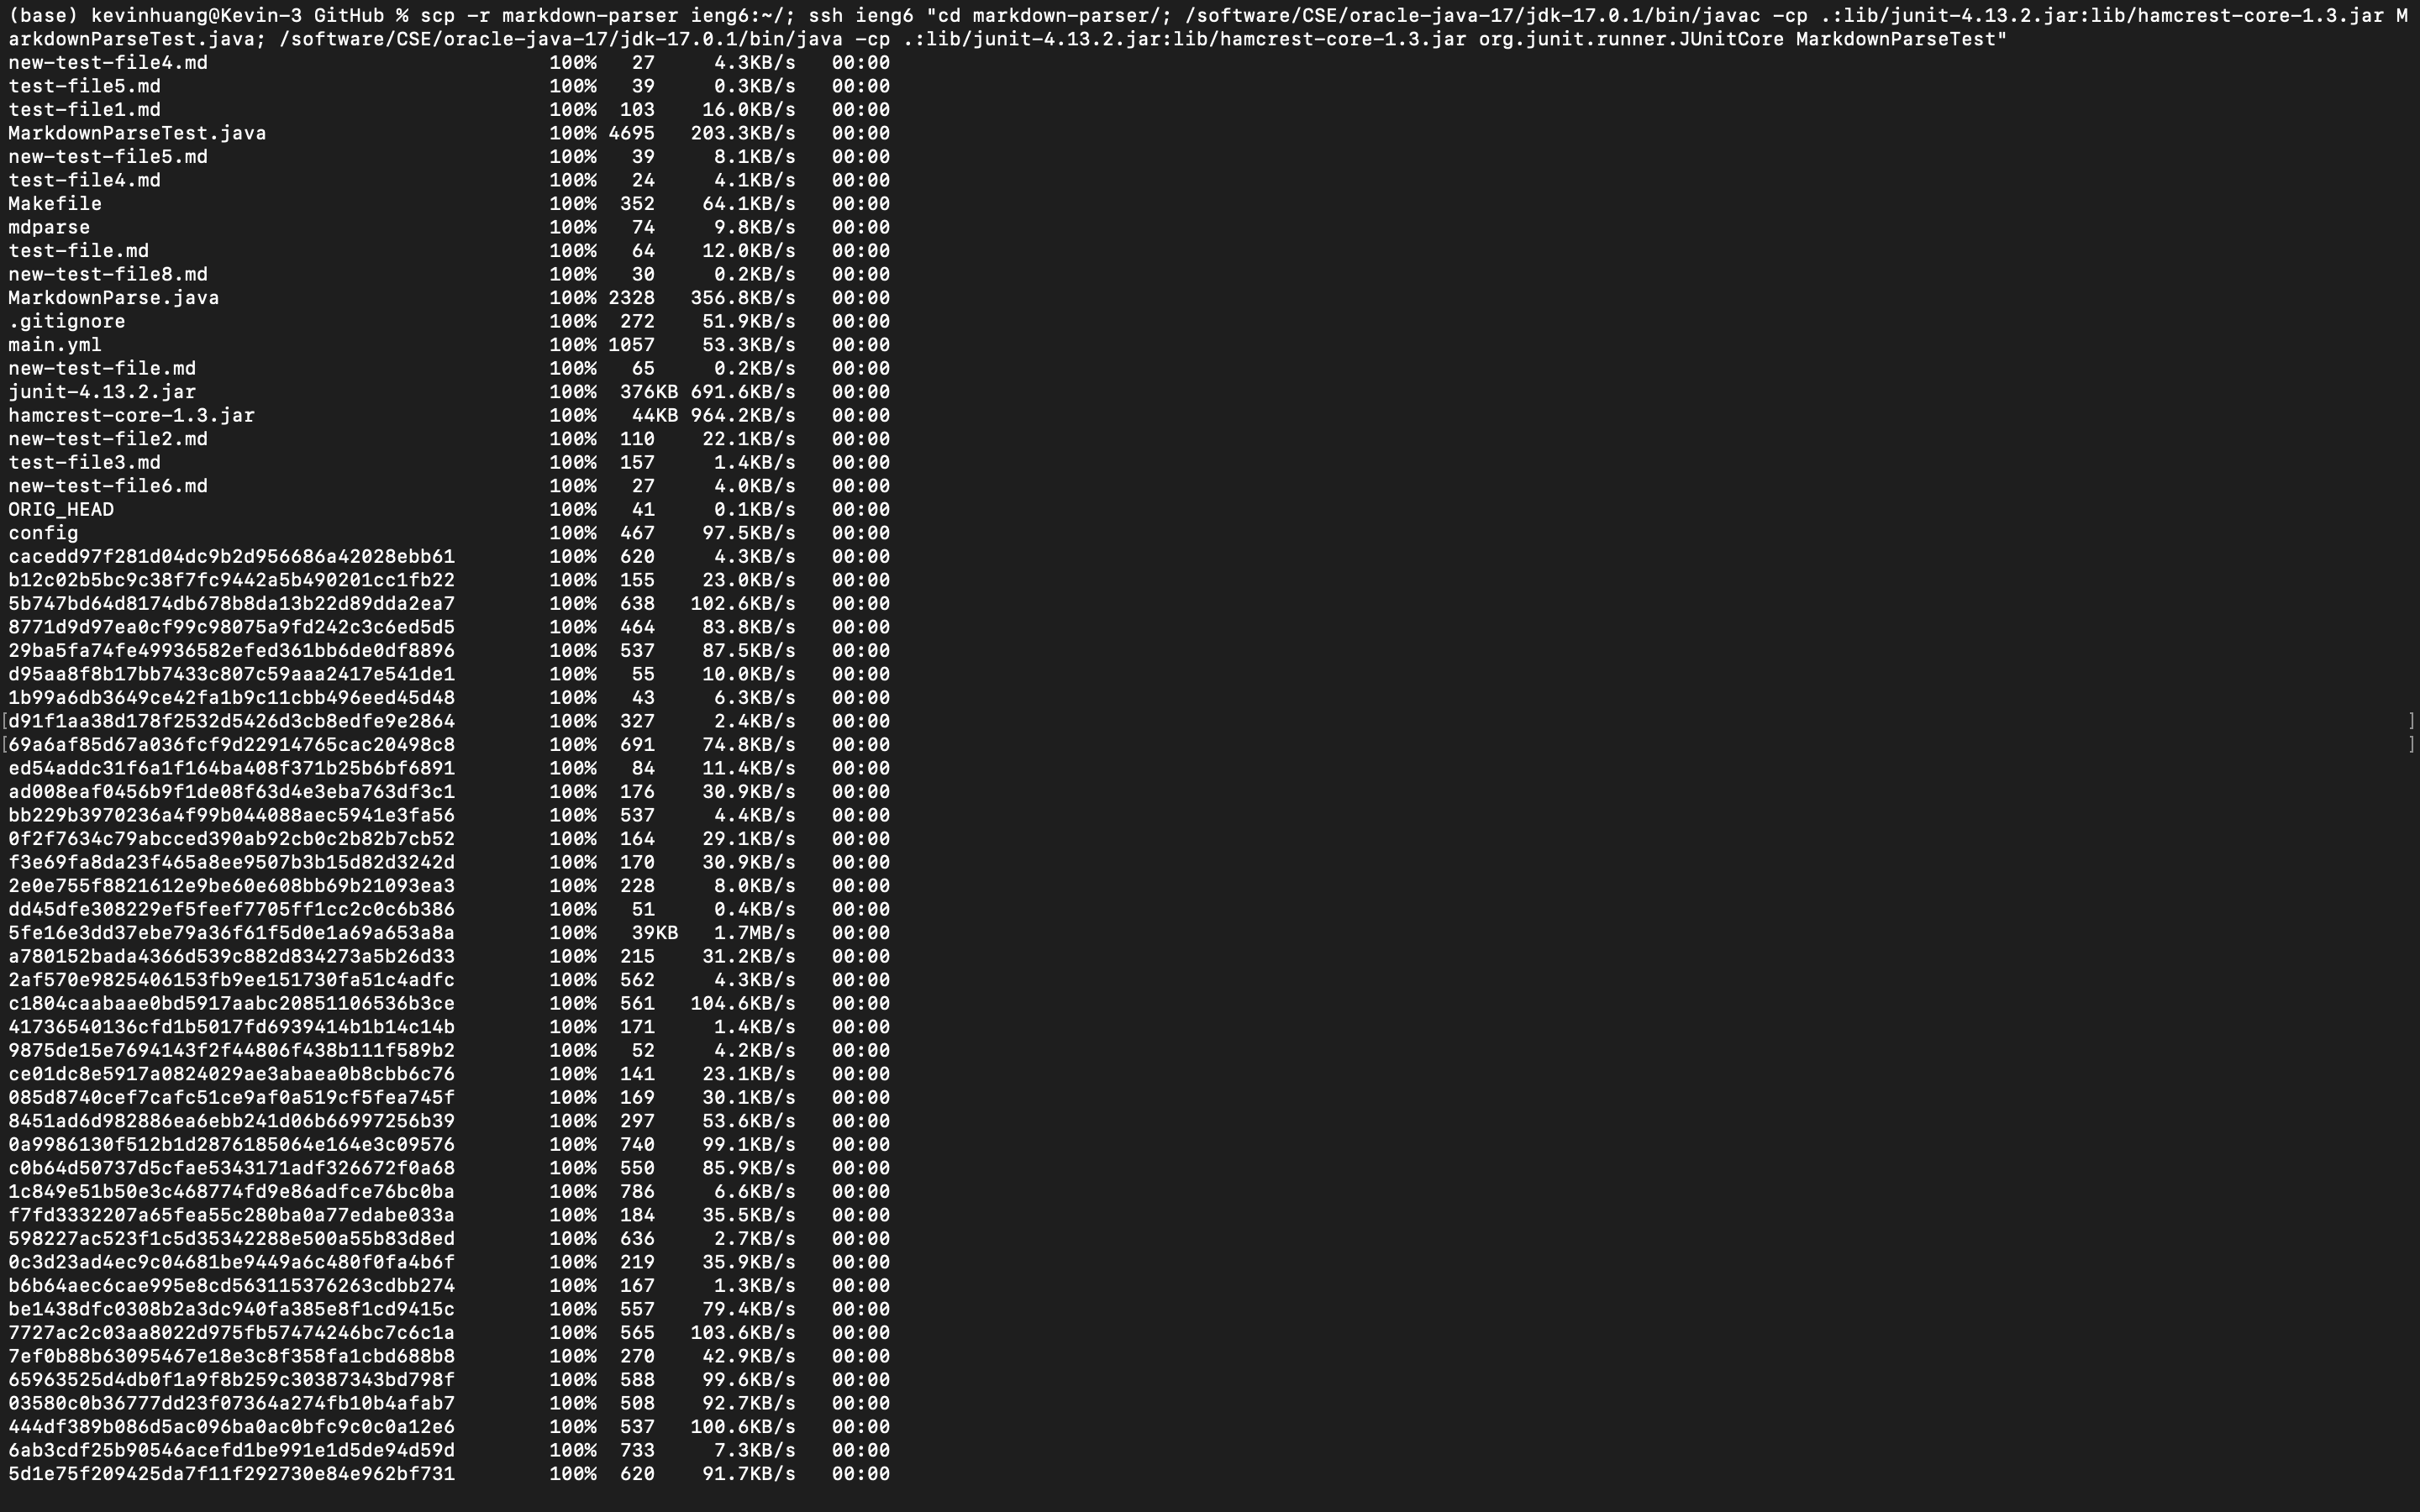 (base) kevinhuang@Kevin-3 GitHub % scp -r markdown-parser ieng6:~/; ssh ieng6 "cd markdown-parser/; /software/CSE/oracle-java-17/jdk-17.0.1/bin/javac -cp .:lib/junit-4.13.2.jar:lib/hamcrest-core-1.3.jar M
arkdownParseTest.java; /software/CSE/oracle-java-17/jdk-17.0.1/bin/java -cp .:lib/junit-4.13.2.jar:lib/hamcrest-core-1.3.jar org.junit.runner.JUnitCore MarkdownParseTest"
new-test-file4.md 100% 27 4.3KB/s 00:00
test-file5.md 100% 39 0.3KB/s 00:00
test-file1.md 100% 103 16.0KB/s 00:00
MarkdownParseTest.java 100% 4695 203.3KB/s 00:00
new-test-file5.md 100% 39 8.1KB/s 00:00
test-file4.md 100% 24 4.1KB/s 00:00
Makefile 100% 352 64.1KB/s 00:00
mdparse 100% 74 9.8KB/s 00:00
test-file.md 100% 64 12.0KB/s 00:00
new-test-file8.md 100% 30 0.2KB/s 00:00
MarkdownParse.java 100% 2328 356.8KB/s 00:00
.gitignore 100% 272 51.9KB/s 00:00
main.yml 100% 1057 53.3KB/s 00:00
new-test-file.md 100% 65 0.2KB/s 00:00
junit-4.13.2.jar 100% 376KB 691.6KB/s 00:00
hamcrest-core-1.3.jar 100% 44KB 964.2KB/s 00:00
new-test-file2.md 100% 110 22.1KB/s 00:00
test-file3.md 100% 157 1.4KB/s 00:00
new-test-file6.md 100% 27 4.0KB/s 00:00
ORIG_HEAD 100% 41 0.1KB/s 00:00
config 100% 467 97.5KB/s 00:00
cacedd97f281d04dc9b2d956686a42028ebb61 100% 620 4.3KB/s 00:00
b12c02b5bc9c38f7fc9442a5b490201cc1fb22 100% 155 23.0KB/s 00:00
5b747bd64d8174db678b8da13b22d89dda2ea7 100% 638 102.6KB/s 00:00
8771d9d97ea0cf99c98075a9fd242c3c6ed5d5 100% 464 83.8KB/s 00:00
29ba5fa74fe49936582efed361bb6de0df8896 100% 537 87.5KB/s 00:00
d95aa8f8b17bb7433c807c59aaa2417e541de1 100% 55 10.0KB/s 00:00
1b99a6db3649ce42fa1b9c11cbb496eed45d48 100% 43 6.3KB/s 00:00
[d91f1aa38d178f2532d5426d3cb8edfe9e2864 100% 327 2.4KB/s 00:00 ]
[69a6af85d67a036fcf9d22914765cac20498c8 100% 691 74.8KB/s 00:00 ]
ed54addc31f6a1f164ba408f371b25b6bf6891 100% 84 11.4KB/s 00:00
ad008eaf0456b9f1de08f63d4e3eba763df3c1 100% 176 30.9KB/s 00:00
bb229b3970236a4f99b044088aec5941e3fa56 100% 537 4.4KB/s 00:00
0f2f7634c79abcced390ab92cb0c2b82b7cb52 100% 164 29.1KB/s 00:00
f3e69fa8da23f465a8ee9507b3b15d82d3242d 100% 170 30.9KB/s 00:00
2e0e755f8821612e9be60e608bb69b21093ea3 100% 228 8.0KB/s 00:00
dd45dfe308229ef5feef7705ff1cc2c0c6b386 100% 51 0.4KB/s 00:00
5fe16e3dd37ebe79a36f61f5d0e1a69a653a8a 100% 39KB 1.7MB/s 00:00
a780152bada4366d539c882d834273a5b26d33 100% 215 31.2KB/s 00:00
2af570e9825406153fb9ee151730fa51c4adfc 100% 562 4.3KB/s 00:00
c1804caabaae0bd5917aabc20851106536b3ce 100% 561 104.6KB/s 00:00
41736540136cfd1b5017fd6939414b1b14c14b 100% 171 1.4KB/s 00:00
9875de15e7694143f2f44806f438b111f589b2 100% 52 4.2KB/s 00:00
ce01dc8e5917a0824029ae3abaea0b8cbb6c76 100% 141 23.1KB/s 00:00
085d8740cef7cafc51ce9af0a519cf5fea745f 100% 169 30.1KB/s 00:00
8451ad6d982886ea6ebb241d06b66997256b39 100% 297 53.6KB/s 00:00
0a9986130f512b1d2876185064e164e3c09576 100% 740 99.1KB/s 00:00
c0b64d50737d5cfae5343171adf326672f0a68 100% 550 85.9KB/s 00:00
1c849e51b50e3c468774fd9e86adfce76bc0ba 100% 786 6.6KB/s 00:00
f7fd3332207a65fea55c280ba0a77edabe033a 100% 184 35.5KB/s 00:00
598227ac523f1c5d35342288e500a55b83d8ed 100% 636 2.7KB/s 00:00
0c3d23ad4ec9c04681be9449a6c480f0fa4b6f 100% 219 35.9KB/s 00:00
b6b64aec6cae995e8cd563115376263cdbb274 100% 167 1.3KB/s 00:00
be1438dfc0308b2a3dc940fa385e8f1cd9415c 100% 557 79.4KB/s 00:00
7727ac2c03aa8022d975fb57474246bc7c6c1a 100% 565 103.6KB/s 00:00
7ef0b88b63095467e18e3c8f358fa1cbd688b8 100% 270 42.9KB/s 00:00
65963525d4db0f1a9f8b259c30387343bd798f 100% 588 99.6KB/s 00:00
03580c0b36777dd23f07364a274fb10b4afab7 100% 508 92.7KB/s 00:00
444df389b086d5ac096ba0ac0bfc9c0c0a12e6 100% 537 100.6KB/s 00:00
6ab3cdf25b90546acefd1be991e1d5de94d59d 100% 733 7.3KB/s 00:00
5d1e75f209425da7f11f292730e84e962bf731 100% 620 91.7KB/s 00:00